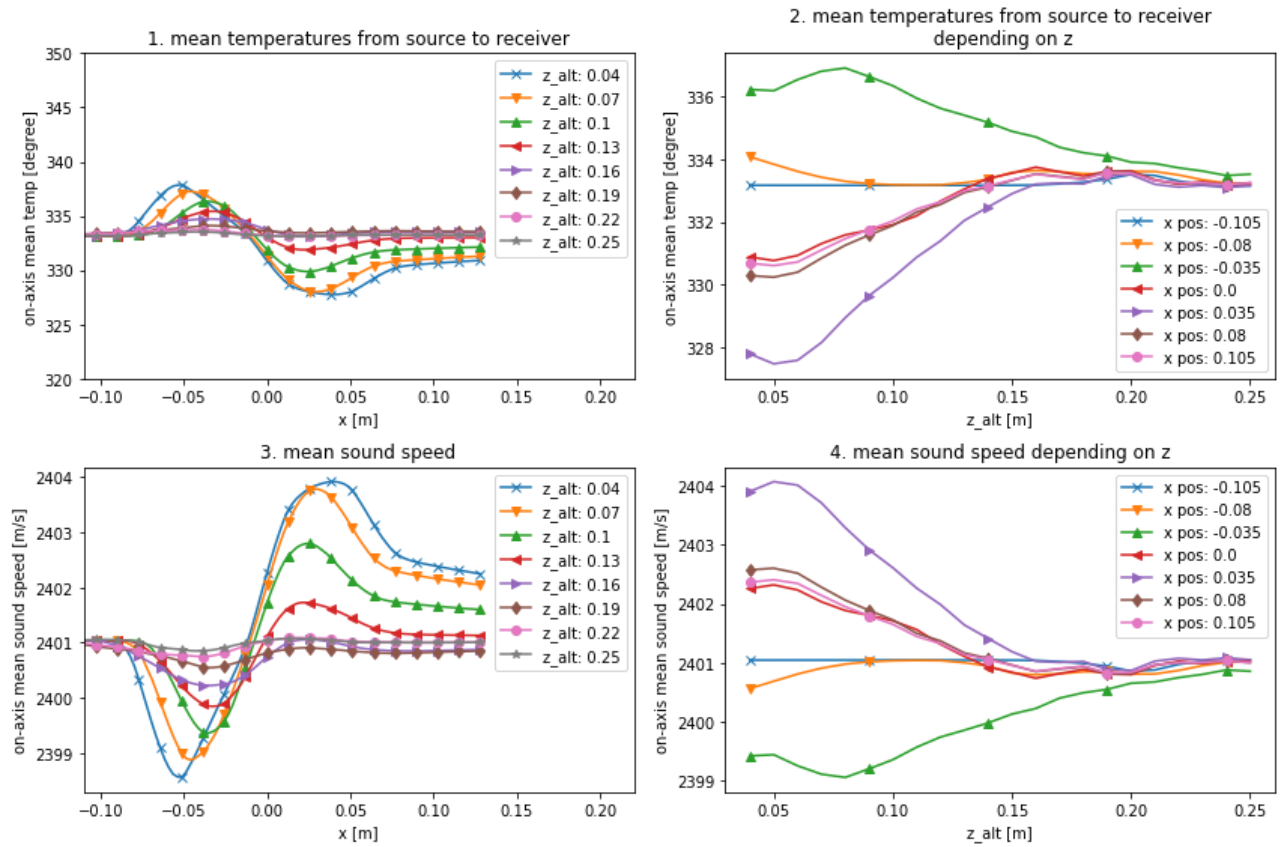 1. mean temperatures from source to receiver
on-axis mean temp [degree]
350
345
340
335
330
325
320
z_alt: 0.04
z_alt: 0.07
z_alt: 0.1
z_alt: 0.13
z_alt: 0.16
z_alt: 0.19
z_alt: 0.22
z_alt: 0.25
−0.10 −0.05 0.00 0.05 0.10 0.15 0.20
x [m]
2. mean temperatures from source to receiver
depending on z
on-axis mean temp [degree]
336
334
332
330
328
x pos: -0.105
x pos: -0.08
x pos: -0.035
x pos: 0.0
x pos: 0.035
x pos: 0.08
x pos: 0.105
0.05 0.10 0.15 0.20 0.25
z_alt [m]
3. mean sound speed
on-axis mean sound speed [m/s]
2404
2403
2402
2401
2400
2399
z_alt: 0.04
z_alt: 0.07
z_alt: 0.1
z_alt: 0.13
z_alt: 0.16
z_alt: 0.19
z_alt: 0.22
z_alt: 0.25
−0.10 −0.05 0.00 0.05 0.10 0.15 0.20
x [m]
4. mean sound speed depending on z
on-axis mean sound speed [m/s]
2404
2403
2402
2401
2400
2399
x pos: -0.105
x pos: -0.08
x pos: -0.035
x pos: 0.0
x pos: 0.035
x pos: 0.08
x pos: 0.105
0.05 0.10 0.15 0.20 0.25
z_alt [m]